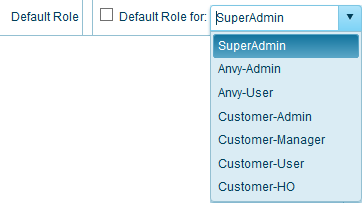 Default Role Default Role for: SuperAdmin
SuperAdmin
Anvy-Admin
Anvy-User
Customer-Admin
Customer-Manager
Customer-User
Customer-HO